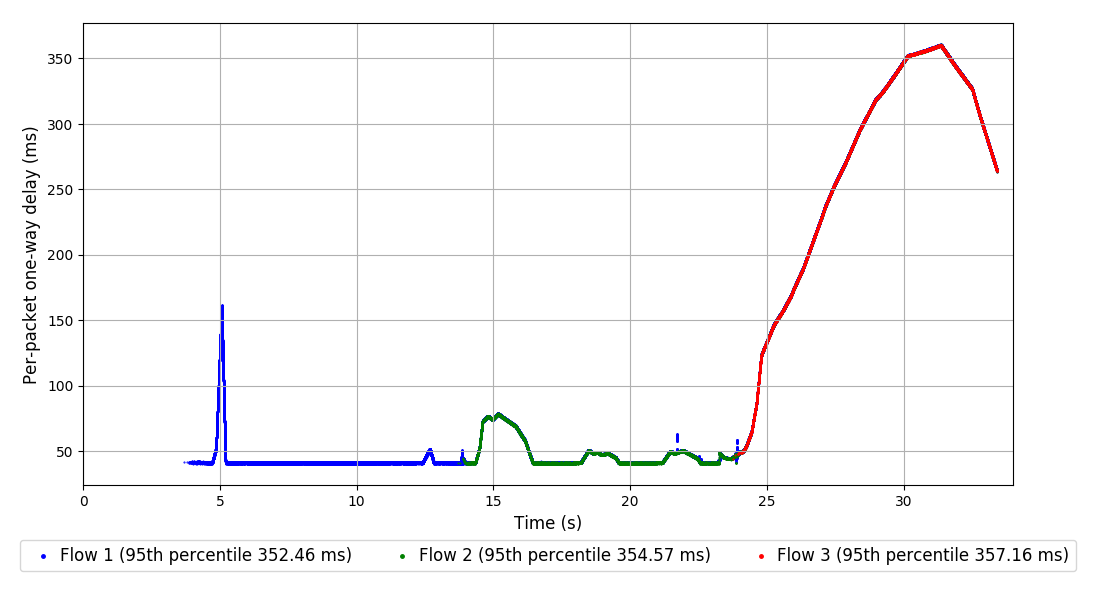 Per-packet one-way delay (ms)
350
300
250
200
150
100
50
0 5 10 15 20 25 30
Time (s)
Flow 1 (95th percentile 352.46 ms) Flow 2 (95th percentile 354.57 ms) Flow 3 (95th percentile 357.16 ms)